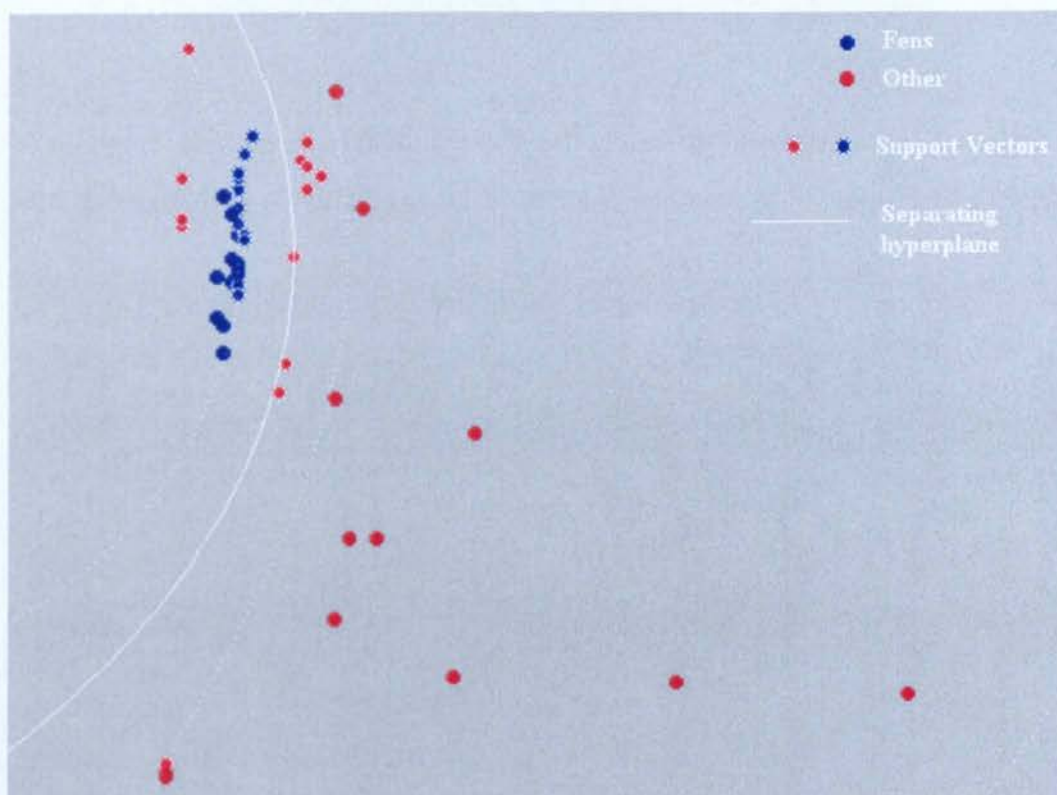 Fens
Other
Support Vectors
Separating
hyperplane